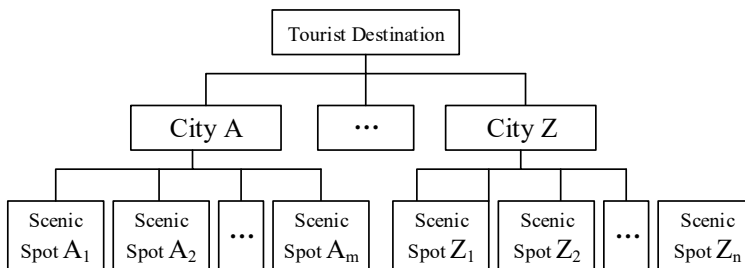 Tourist Destination
City A
...
City Z
Scenic
Spot A₁
Scenic
Spot A₂
...
Scenic
Spot Aₘ
Scenic
Spot Z₁
Scenic
Spot Z₂
...
Scenic
Spot Zₙ